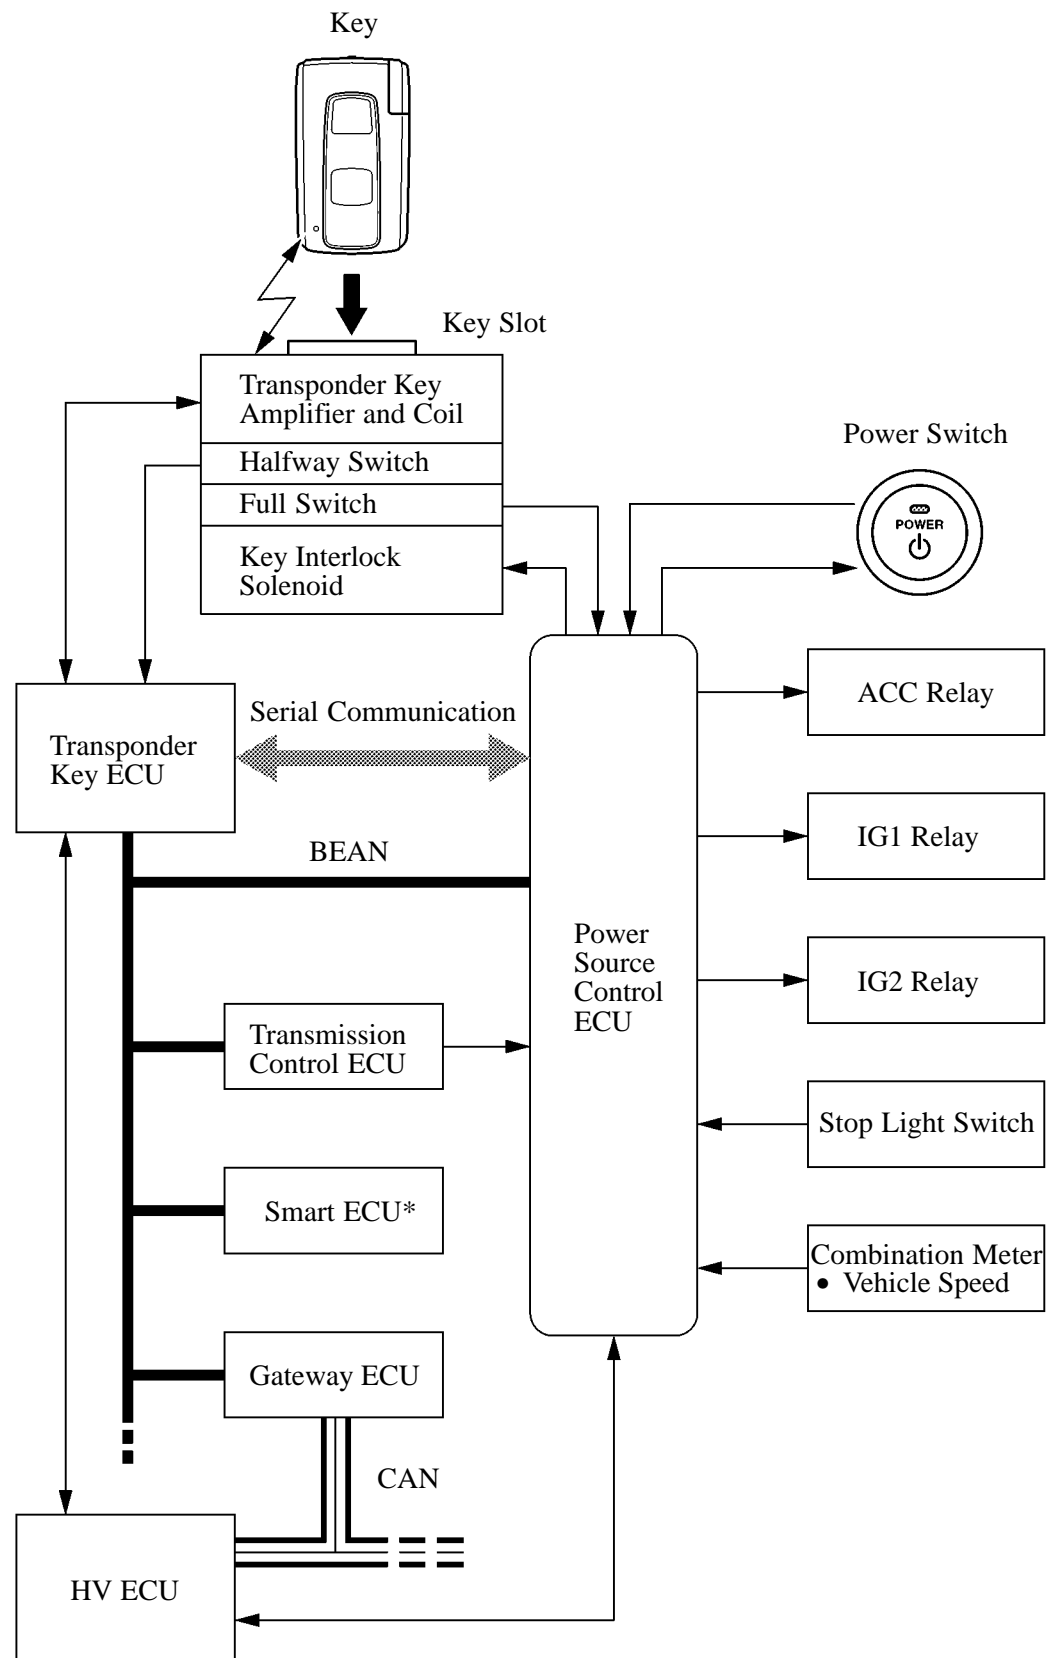 Key
Key Slot
Transponder Key
Amplifier and Coil
Halfway Switch
Full Switch
Key Interlock
Solenoid
Power Switch
POWER
Transponder
Key ECU
Serial Communication
BEAN
Power
Source
Control
ECU
ACC Relay
IG1 Relay
IG2 Relay
Transmission
Control ECU
Stop Light Switch
Smart ECU*
Combination Meter
• Vehicle Speed
Gateway ECU
CAN
HV ECU